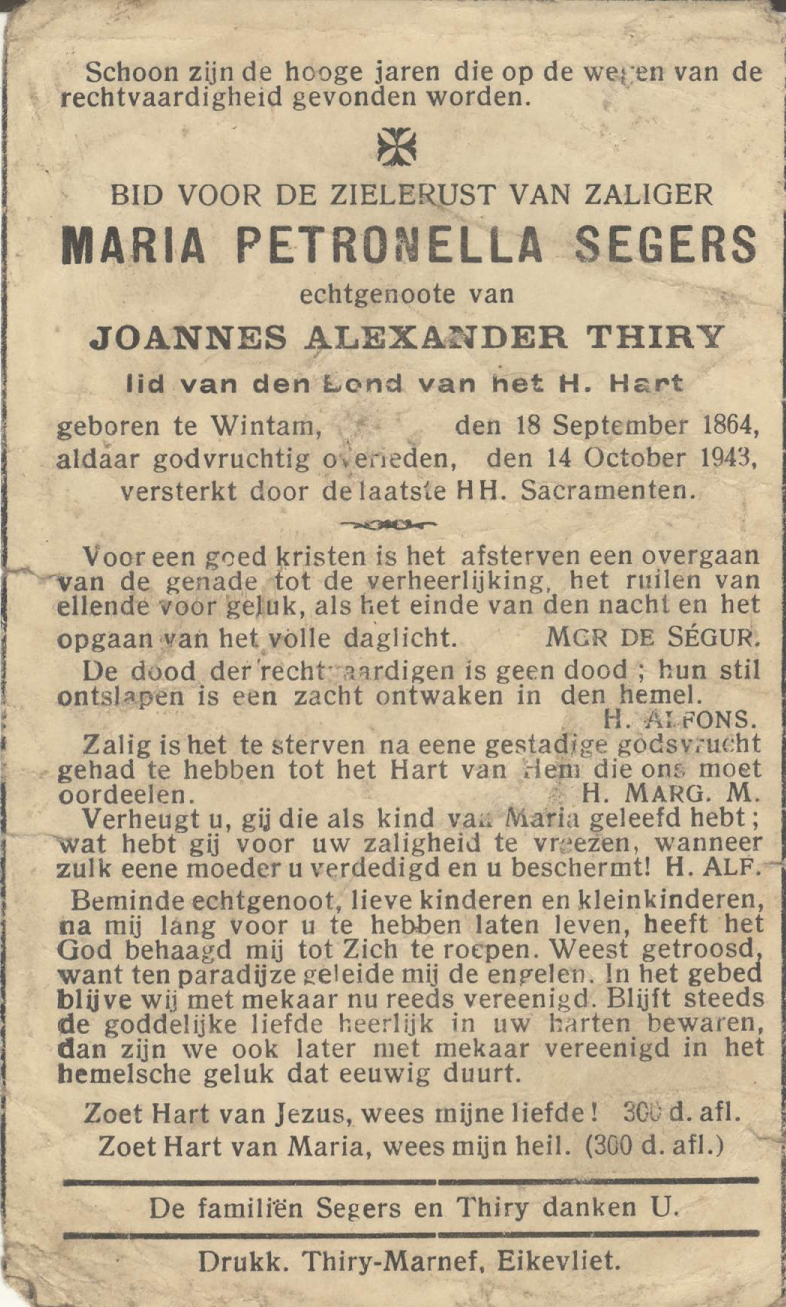 Schoon zijn de hooge jaren die op de wegen van de
rechtvaardigheid gevonden worden.
BID VOOR DE ZIELERUST VAN ZALIGER
MARIA PETRONELLA SEGERS
echtgenoote van
JOANNES ALEXANDER THIRY
lid van den Bond van het H. Hart
geboren te Wintam, den 18 September 1864,
aldaar godvruchtig overleden, den 14 October 1943,
versterkt door de laatste HH. Sacramenten.
Voor een goed kristen is het afsterven een overgaan
van de genade tot de verheerlijking, het ruilen van
ellende voor geluk, als het einde van den nacht en het
opgaan van het volle daglicht. MGR DE SÉGUR.
De dood der rechtvaardigen is geen dood ; hun stil
ontslapen is een zacht ontwaken in den hemel.
H. ALFONS.
Zalig is het te sterven na eene gestadige godsvrucht
gehad te hebben tot het Hart van Hem die ons moet
oordeelen. H. MARG. M.
Verheugt u, gij die als kind van Maria geleefd hebt ;
wat hebt gij voor uw zaligheid te vreezen, wanneer
zulk eene moeder u verdedigd en u beschermt! H. ALF.
Beminde echtgenoot, lieve kinderen en kleinkinderen,
na mij lang voor u te hebben laten leven, heeft het
God behaagd mij tot Zich te roepen. Weest getroosd,
want ten paradijze geleide mij de engelen. In het gebed
blijve wij met mekaar nu reeds vereenigd. Blijft steeds
de goddelijke liefde heerlijk in uw harten bewaren,
dan zijn we ook later met mekaar vereenigd in het
hemelsche geluk dat eeuwig duurt.
Zoet Hart van Jezus, wees mijne liefde ! 300 d. afl.
Zoet Hart van Maria, wees mijn heil. (300 d. afl.)
De familiën Segers en Thiry danken U.
Drukk. Thiry-Marnef, Eikevliet.